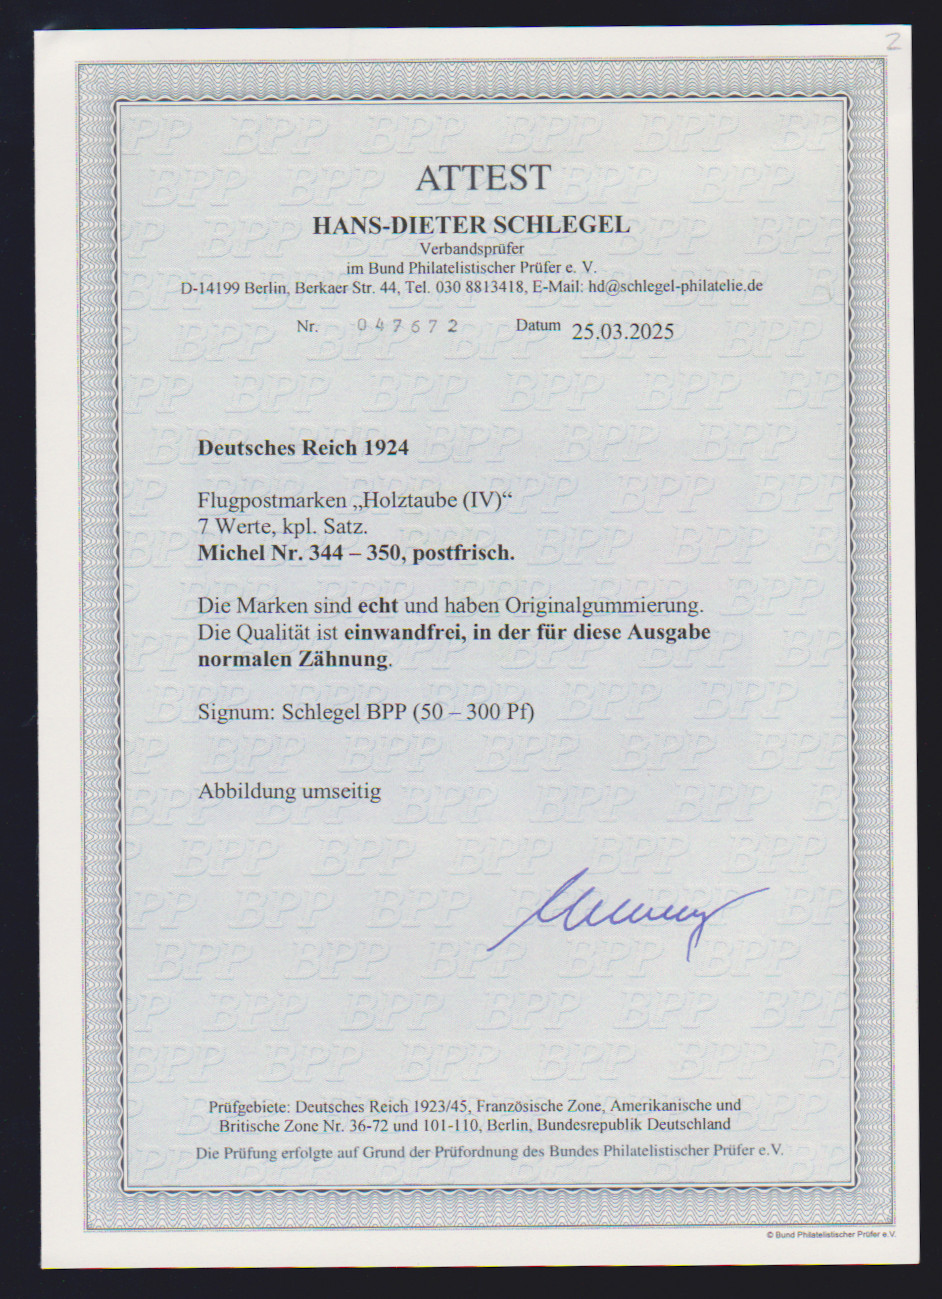 2
ATTEST
HANS-DIETER SCHLEGEL
Verbandsprüfer
im Bund Philatelistischer Prüfer e. V.
D-14199 Berlin, Berkaer Str. 44, Tel. 030 8813418, E-Mail: hd@schlegel-philatelie.de
Nr. 047672 Datum 25.03.2025
Deutsches Reich 1924
Flugpostmarken „Holztaube (IV)“
7 Werte, kpl. Satz.
Michel Nr. 344 – 350, postfrisch.
Die Marken sind echt und haben Originalgummierung.
Die Qualität ist einwandfrei, in der für diese Ausgabe
normalen Zähnung.
Signum: Schlegel BPP (50 – 300 Pf)
Abbildung umseitig
Prüfgebiete: Deutsches Reich 1923/45, Französische Zone, Amerikanische und
Britische Zone Nr. 36-72 und 101-110, Berlin, Bundesrepublik Deutschland
Die Prüfung erfolgte auf Grund der Prüfordnung des Bundes Philatelistischer Prüfer e.V.
© Bund Philatelistischer Prüfer e.V.